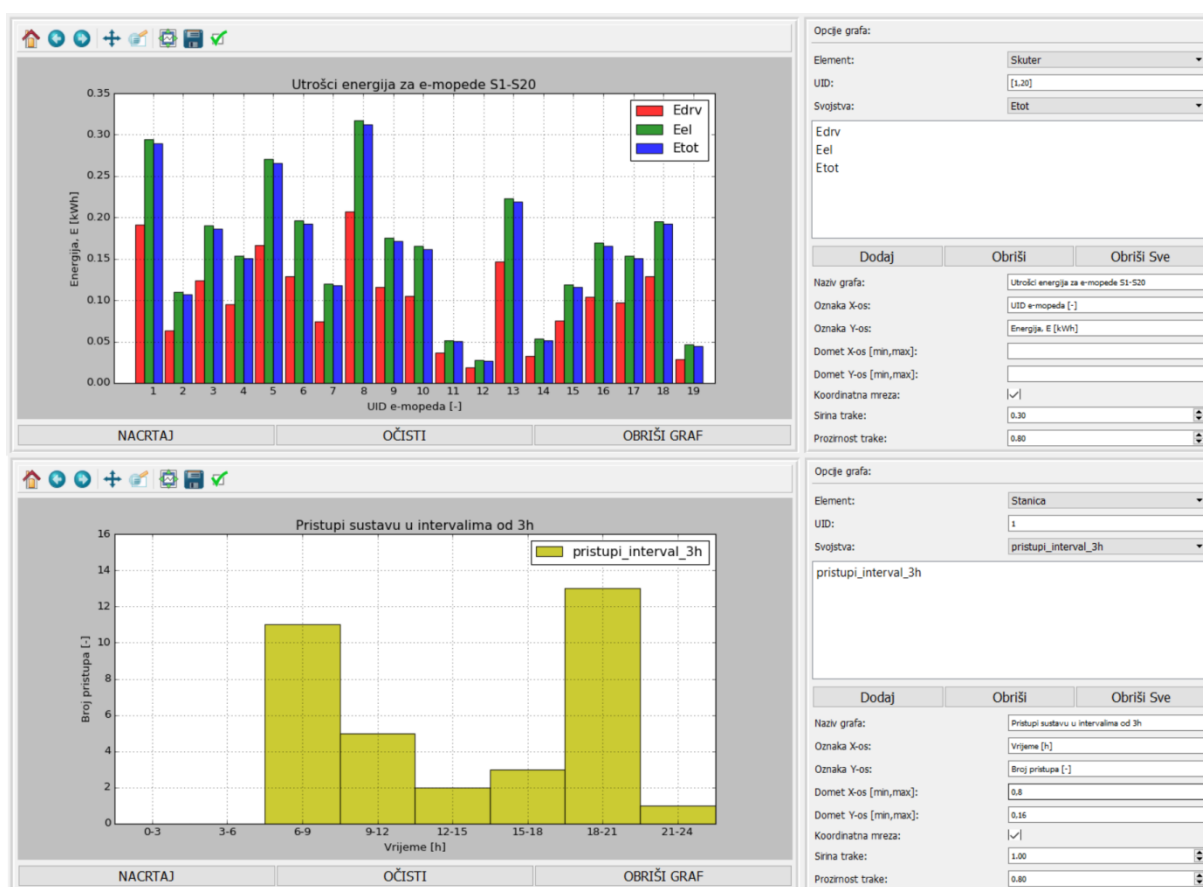 Utrošci energija za e-mopede S1-S20
0.35
0.30
0.25
0.20
0.15
0.10
0.05
0.00
Energija, E [kWh]
Edrv
Eel
Etot
1 2 3 4 5 6 7 8 9 10 11 12 13 14 15 16 17 18 19
UID e-mopeda [-]
NACRTAJ OČISTI OBRIŠI GRAF
Opcije grafa:
Element: Skuter
UID: [1,20]
Svojstva: Etot
Edrv
Eel
Etot
Dodaj Obriši Obriši Sve
Naziv grafa: Utrošci energija za e-mopede S1-S20
Oznaka X-os: UID e-mopeda [-]
Oznaka Y-os: Energija, E [kWh]
Domet X-os [min,max]:
Domet Y-os [min,max]:
Koordinatna mreza:
Sirina trake: 0.30
Prozirnost trake: 0.80
Pristupi sustavu u intervalima od 3h
16
14
12
10
8
6
4
2
0
Broj pristupa [-]
pristupi_interval_3h
0-3 3-6 6-9 9-12 12-15 15-18 18-21 21-24
Vrijeme [h]
NACRTAJ OČISTI OBRIŠI GRAF
Opcije grafa:
Element: Stanica
UID: 1
Svojstva: pristupi_interval_3h
pristupi_interval_3h
Dodaj Obriši Obriši Sve
Naziv grafa: Pristupi sustavu u intervalima od 3h
Oznaka X-os: Vrijeme [h]
Oznaka Y-os: Broj pristupa [-]
Domet X-os [min,max]: 0,8
Domet Y-os [min,max]: 0,16
Koordinatna mreza:
Sirina trake: 1.00
Prozirnost trake: 0.80